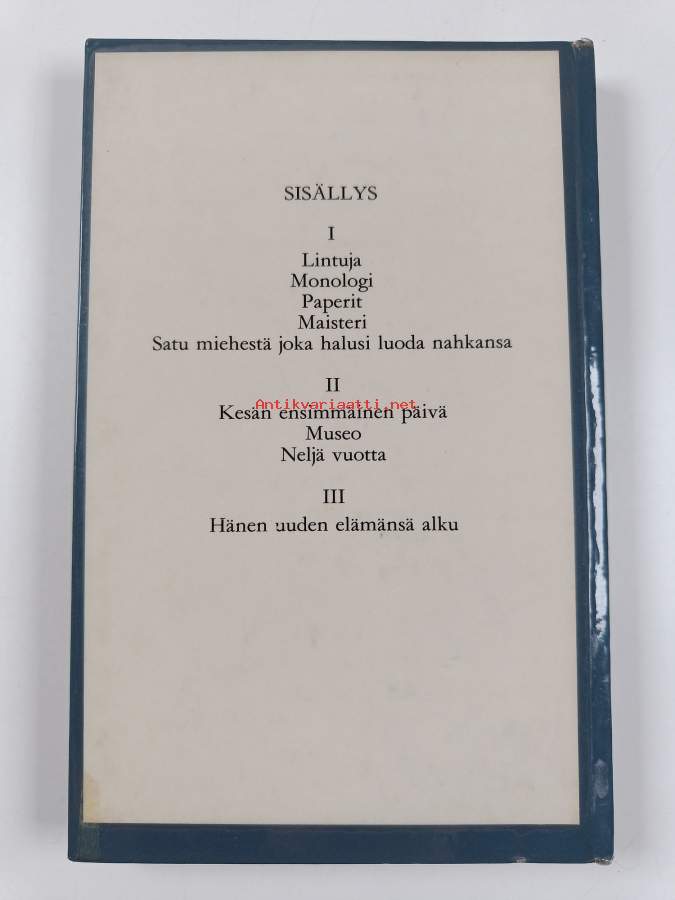 SISÄLLYS
I
Lintuja
Monologi
Paperit
Maisteri
Satu miehestä joka halusi luoda nahkansa
II
Antikvariaatti.net
Kesän ensimmäinen päivä
Museo
Neljä vuotta
III
Hänen uuden elämänsä alku